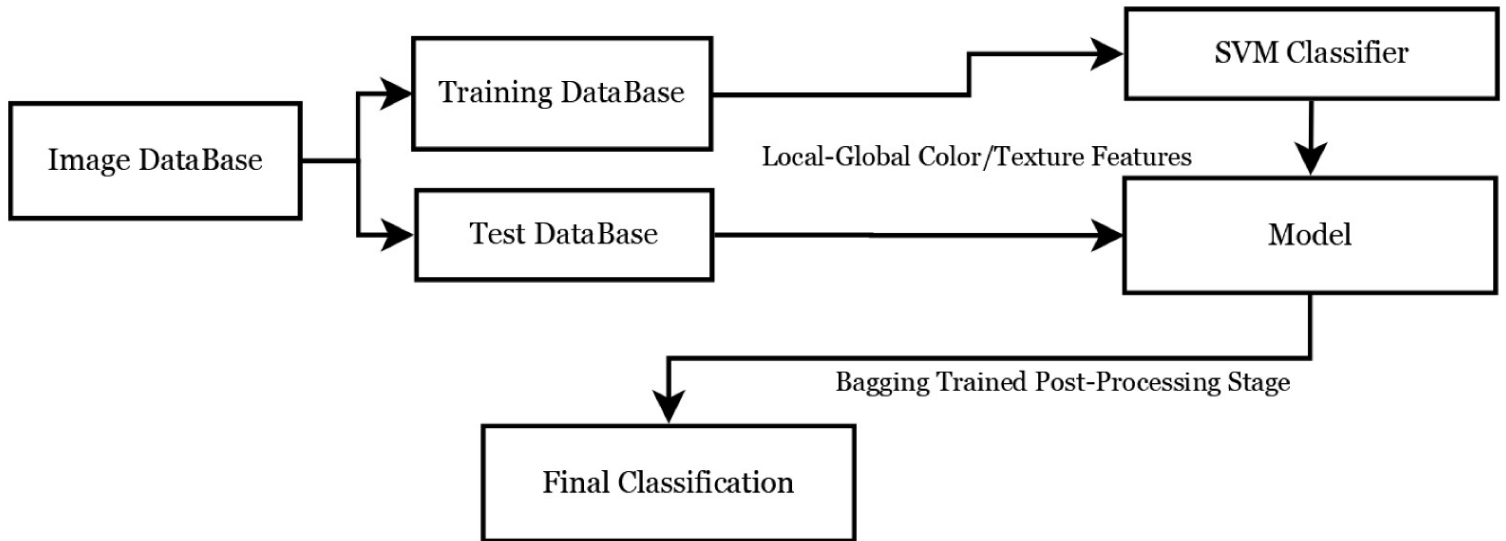 SVM Classifier
Training DataBase
Image DataBase
Local-Global Color/Texture Features
Test DataBase
Model
Bagging Trained Post-Processing Stage
Final Classification